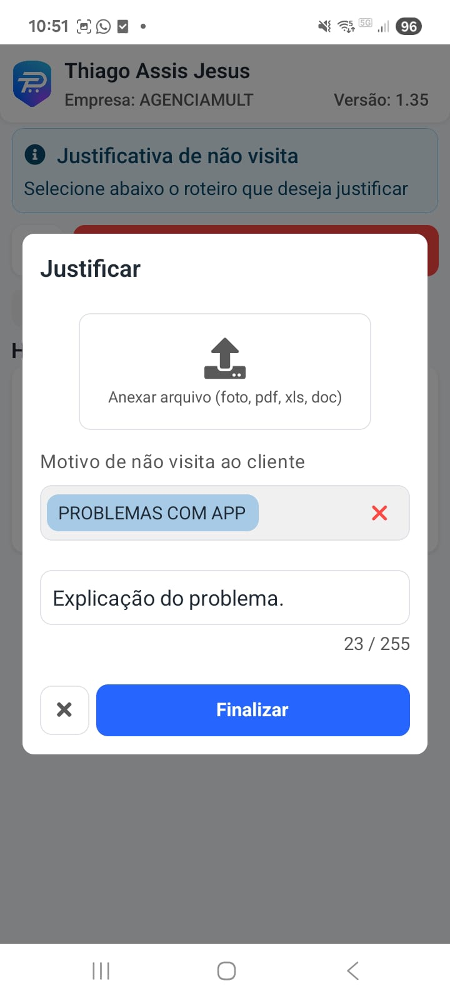 10:51
5G
96
Thiago Assis Jesus
Empresa: AGENCIAMULT
Versão: 1.35
Justificativa de não visita
Selecione abaixo o roteiro que deseja justificar
H
Justificar
Anexar arquivo (foto, pdf, xls, doc)
Motivo de não visita ao cliente
PROBLEMAS COM APP
Explicação do problema.
23 / 255
Finalizar